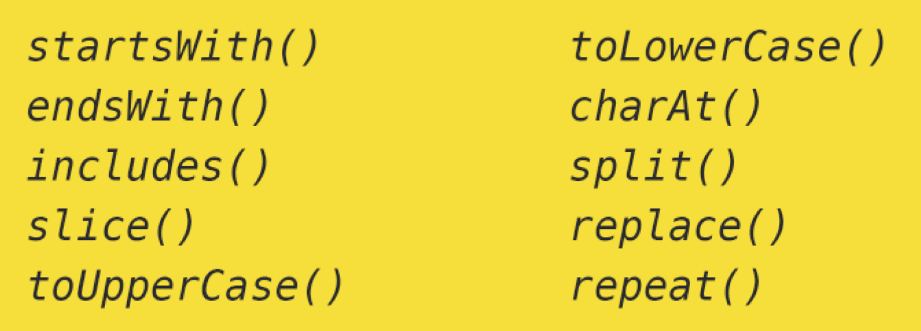 startsWith()
endsWith()
includes()
slice()
toUpperCase()
toLowerCase()
charAt()
split()
replace()
repeat()